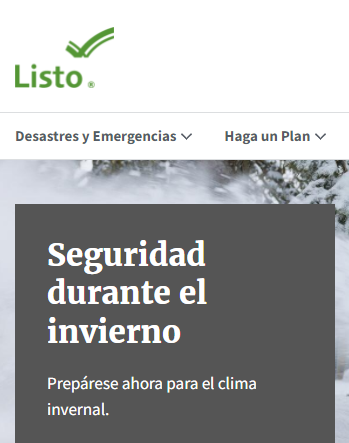 Listo ®
Desastres y Emergencias
Haga un Plan
Seguridad
durante el
invierno
Prepárese ahora para el clima
invernal.